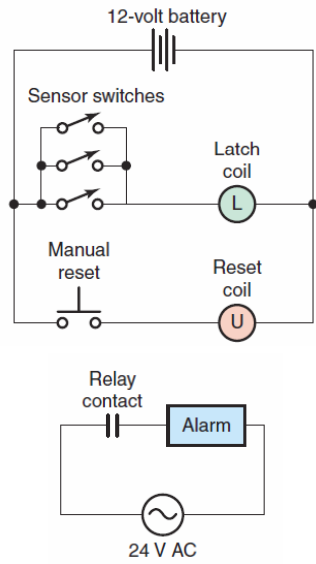 12-volt battery
Sensor switches
Latch
coil
L
Manual
reset
Reset
coil
U
Relay
contact
Alarm
24 V AC